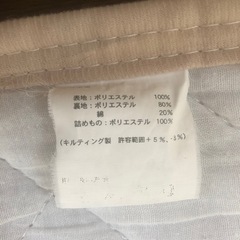 表地：ポリエステル 100%
裏地：ポリエステル 80%
綿 20%
詰めもの：ポリエステル 100%
(キルティング製 許容範囲＋5%、-3%)